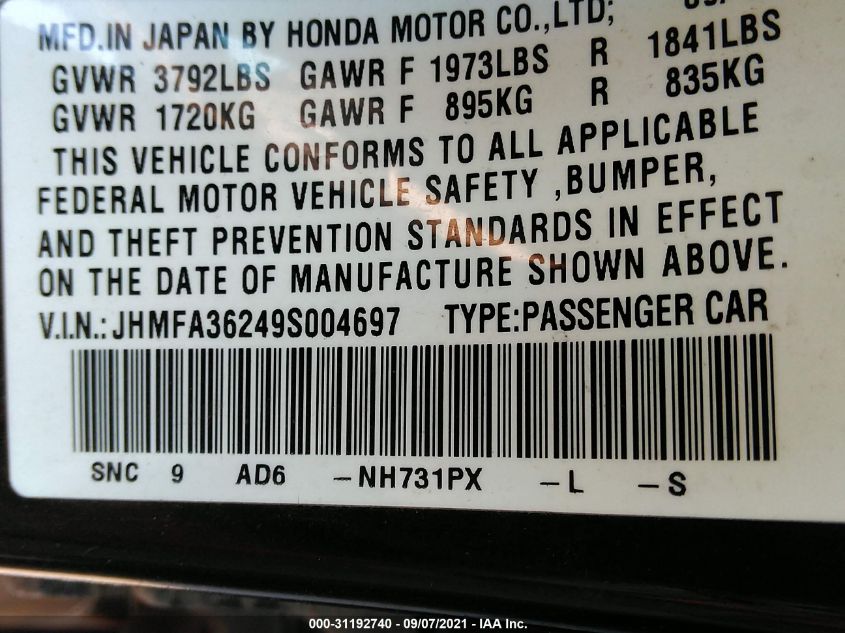 MFD.IN JAPAN BY HONDA MOTOR CO.,LTD;
GVWR 3792LBS GAWR F 1973LBS R 1841LBS
GVWR 1720KG GAWR F 895KG R 835KG
THIS VEHICLE CONFORMS TO ALL APPLICABLE
FEDERAL MOTOR VEHICLE SAFETY ,BUMPER,
AND THEFT PREVENTION STANDARDS IN EFFECT
ON THE DATE OF MANUFACTURE SHOWN ABOVE.
V.I.N.: JHMFA36249S004697 TYPE:PASSENGER CAR
SNC 9 AD6 -NH731PX -L -S
000-31192740 - 09/07/2021 - IAA Inc.